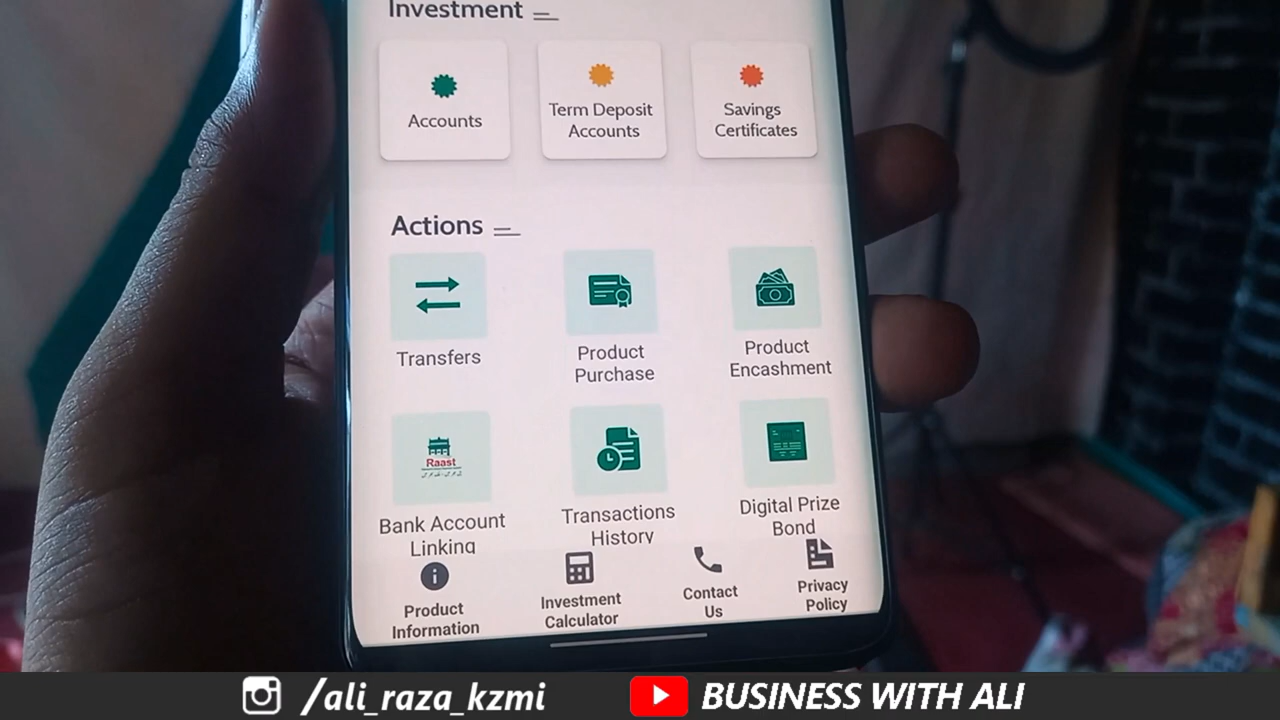 Investment
Accounts
Term Deposit
Accounts
Savings
Certificates
Actions
Transfers
Product
Purchase
Product
Encashment
Raast
Bank Account
Linking
Transactions
History
Digital Prize
Bond
Product
Information
Investment
Calculator
Contact
Us
Privacy
Policy
/ali_raza_kzmi
BUSINESS WITH ALI